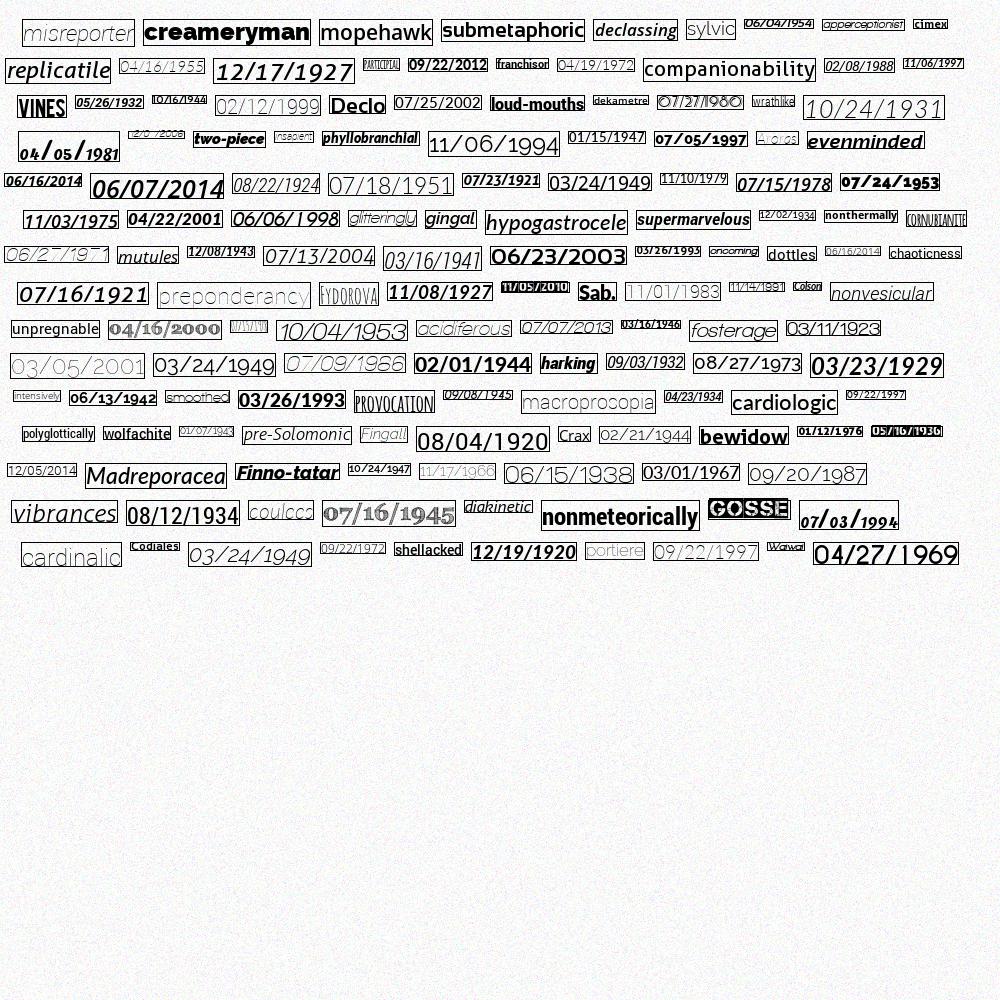 misreporter creameryman mopehawk submetaphoric declassing sylvic 06/04/1954 apperceptionist cimex
replicatile 04/16/1955 12/17/1927 PARTICIPIAL 09/22/2012 franchisor 04/19/1972 companionability 02/08/1988 11/06/1997
VINES 05/26/1932 10/16/1944 02/12/1999 Declo 07/25/2002 loud-mouths dekametre 07/27/1980 wrathlike 10/24/1931
04/05/1981 two-piece insapient phyllobranchial 11/06/1994 01/15/1947 07/05/1997 evenminded
06/16/2014 06/07/2014 08/22/1924 07/18/1951 07/23/1921 03/24/1949 11/10/1979 07/15/1978 07/24/1953
11/03/1975 04/22/2001 06/06/1998 glitteringly gingal hypogastrocele supermarvelous 12/02/1934 nonthermally CORNUBIANITE
06/27/1971 mutules 12/08/1943 07/13/2004 03/16/1941 06/23/2003 03/26/1993 oncoming dottles 06/16/2014 chaoticness
07/16/1921 preponderancy Fydorova 11/08/1927 11/05/2010 Sab. 11/01/1983 11/14/1991 Colson nonvesicular
unpregnable 04/16/2000 10/04/1953 acidiferous 07/07/2013 03/16/1946 fosterage 03/11/1923
03/05/2001 03/24/1949 07/09/1986 02/01/1944 harking 09/03/1932 08/27/1973 03/23/1929
intensively 06/13/1942 smoothed 03/26/1993 PROVOCATION 09/08/1945 macroprosopia 04/23/1934 cardiologic 09/22/1997
polyglottically wolfachite 01/07/1943 pre-Solomonic Fingall 08/04/1920 Crax 02/21/1944 bewidow 01/12/1976 05/16/1936
12/05/2014 Madreporacea Finno-tatar 10/24/1947 11/17/1966 06/15/1938 03/01/1967 09/20/1987
vibrances 08/12/1934 coulees 07/16/1945 diakinetic nonmeteorically GOSSE 07/03/1994
cardinalic Codiales 03/24/1949 09/22/1972 shellacked 12/19/1920 portiere 09/22/1997 Waiwai 04/27/1969